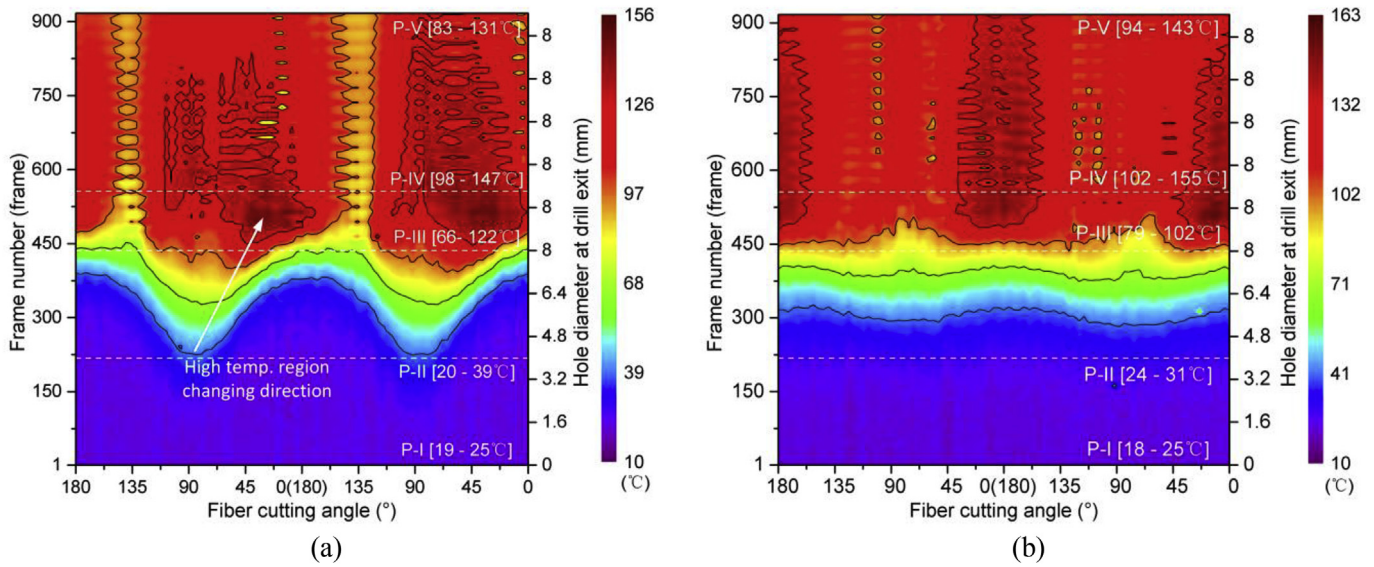 900
750
600
450
300
150
1
Frame number (frame)
180 135 90 45 0(180) 135 90 45 0
Fiber cutting angle (°)
P-V [83 - 131℃]
P-IV [98 - 147℃]
P-III [66- 122℃]
High temp. region
changing direction
P-II [20 - 39℃]
P-I [19 - 25℃]
8
8
8
8
8
8
6.4
4.8
3.2
1.6
0
Hole diameter at drill exit (mm)
156
126
97
68
39
10
(℃)
(a)
900
750
600
450
300
150
1
Frame number (frame)
180 135 90 45 0(180) 135 90 45 0
Fiber cutting angle (°)
P-V [94 - 143℃]
P-IV [102 - 155℃]
P-III [79 - 102℃]
P-II [24 - 31℃]
P-I [18 - 25℃]
8
8
8
8
8
8
6.4
4.8
3.2
1.6
0
Hole diameter at drill exit (mm)
163
132
102
71
41
10
(℃)
(b)